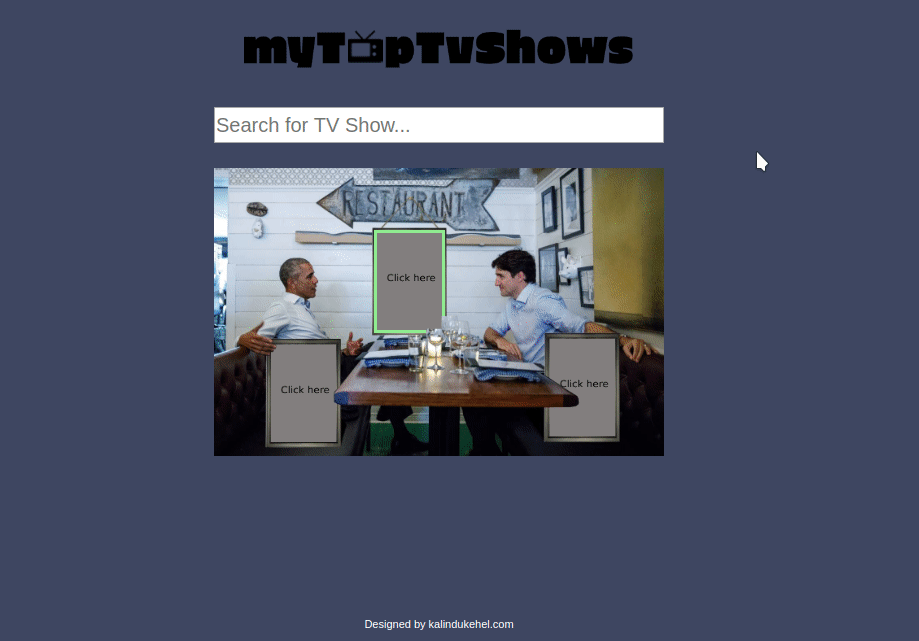 myTopTvShows
Search for TV Show...
RESTAURANT
Click here
Click here
Click here
Designed by kalindukehel.com